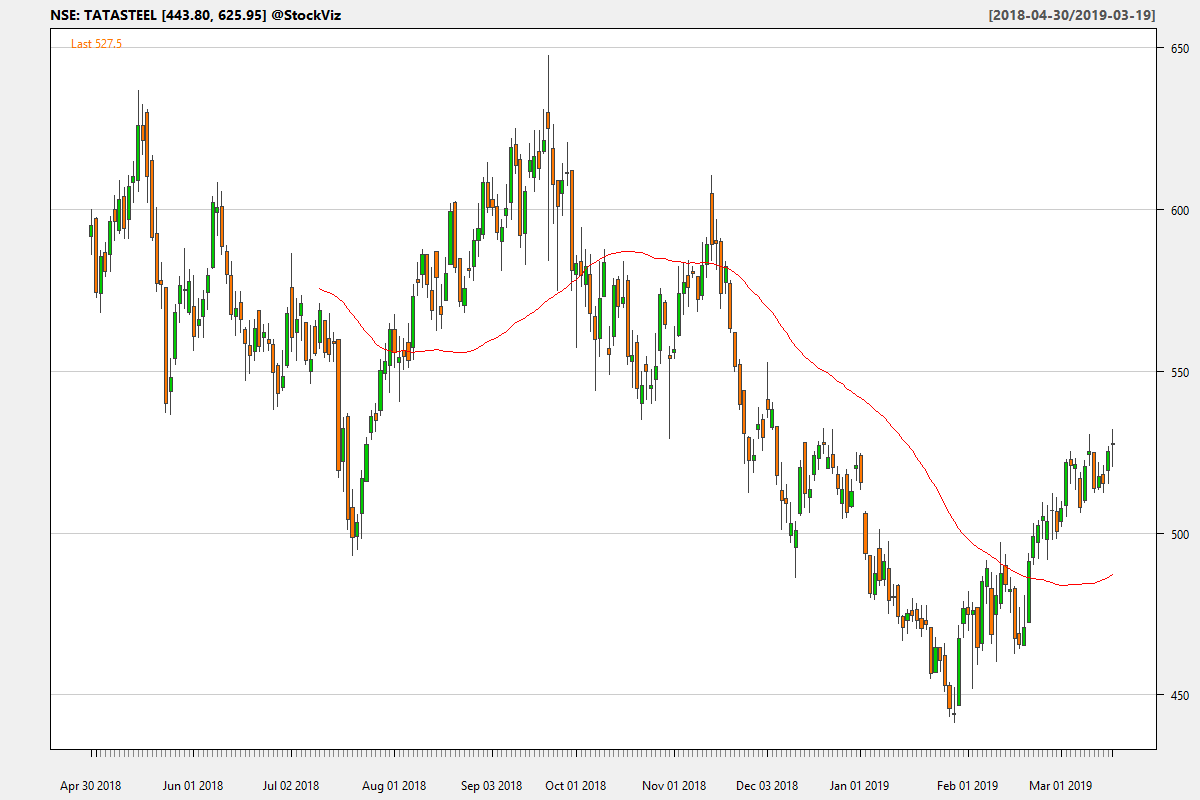 NSE: TATASTEEL [443.80, 625.95] @StockViz [2018-04-30/2019-03-19]
Last 527.5
650
600
550
500
450
Apr 30 2018 Jun 01 2018 Jul 02 2018 Aug 01 2018 Sep 03 2018 Oct 01 2018 Nov 01 2018 Dec 03 2018 Jan 01 2019 Feb 01 2019 Mar 01 2019